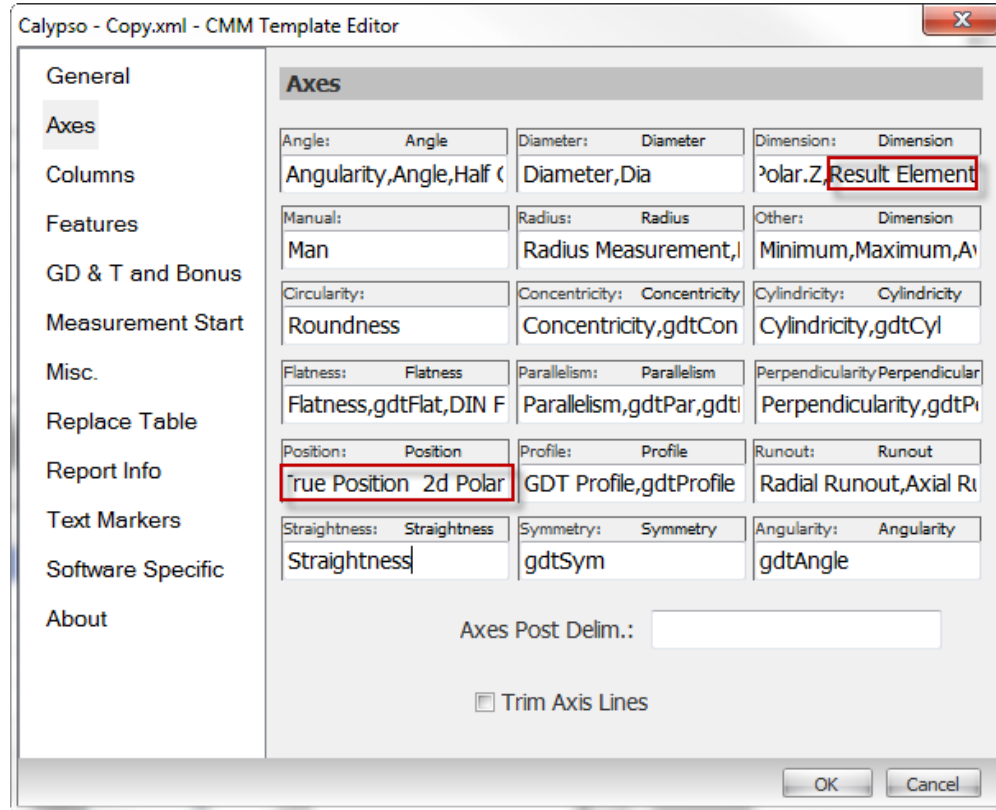 Calypso - Copy.xml - CMM Template Editor
General
Axes
Columns
Features
GD & T and Bonus
Measurement Start
Misc.
Replace Table
Report Info
Text Markers
Software Specific
About
Axes
Angle: Angle Diameter: Diameter Dimension: Dimension
Angularity,Angle,Half Diameter,Dia Polar.Z,Result Element
Manual: Radius: Radius Other: Dimension
Man Radius Measurement, Minimum,Maximum,Av
Circularity: Concentricity: Concentricity Cylindricity: Cylindricity
Roundness Concentricity,gdtCon Cylindricity,gdtCyl
Flatness: Flatness Parallelism: Parallelism Perpendicularity Perpendicular
Flatness,gdtFlat,DIN F Parallelism,gdtPar,gdt Perpendicularity,gdtP
Position: Position Profile: Profile Runout: Runout
True Position 2d Polar GDT Profile,gdtProfile Radial Runout,Axial Ru
Straightness: Straightness Symmetry: Symmetry Angularity: Angularity
Straightness gdtSym gdtAngle
Axes Post Delim.:
Trim Axis Lines
OK Cancel